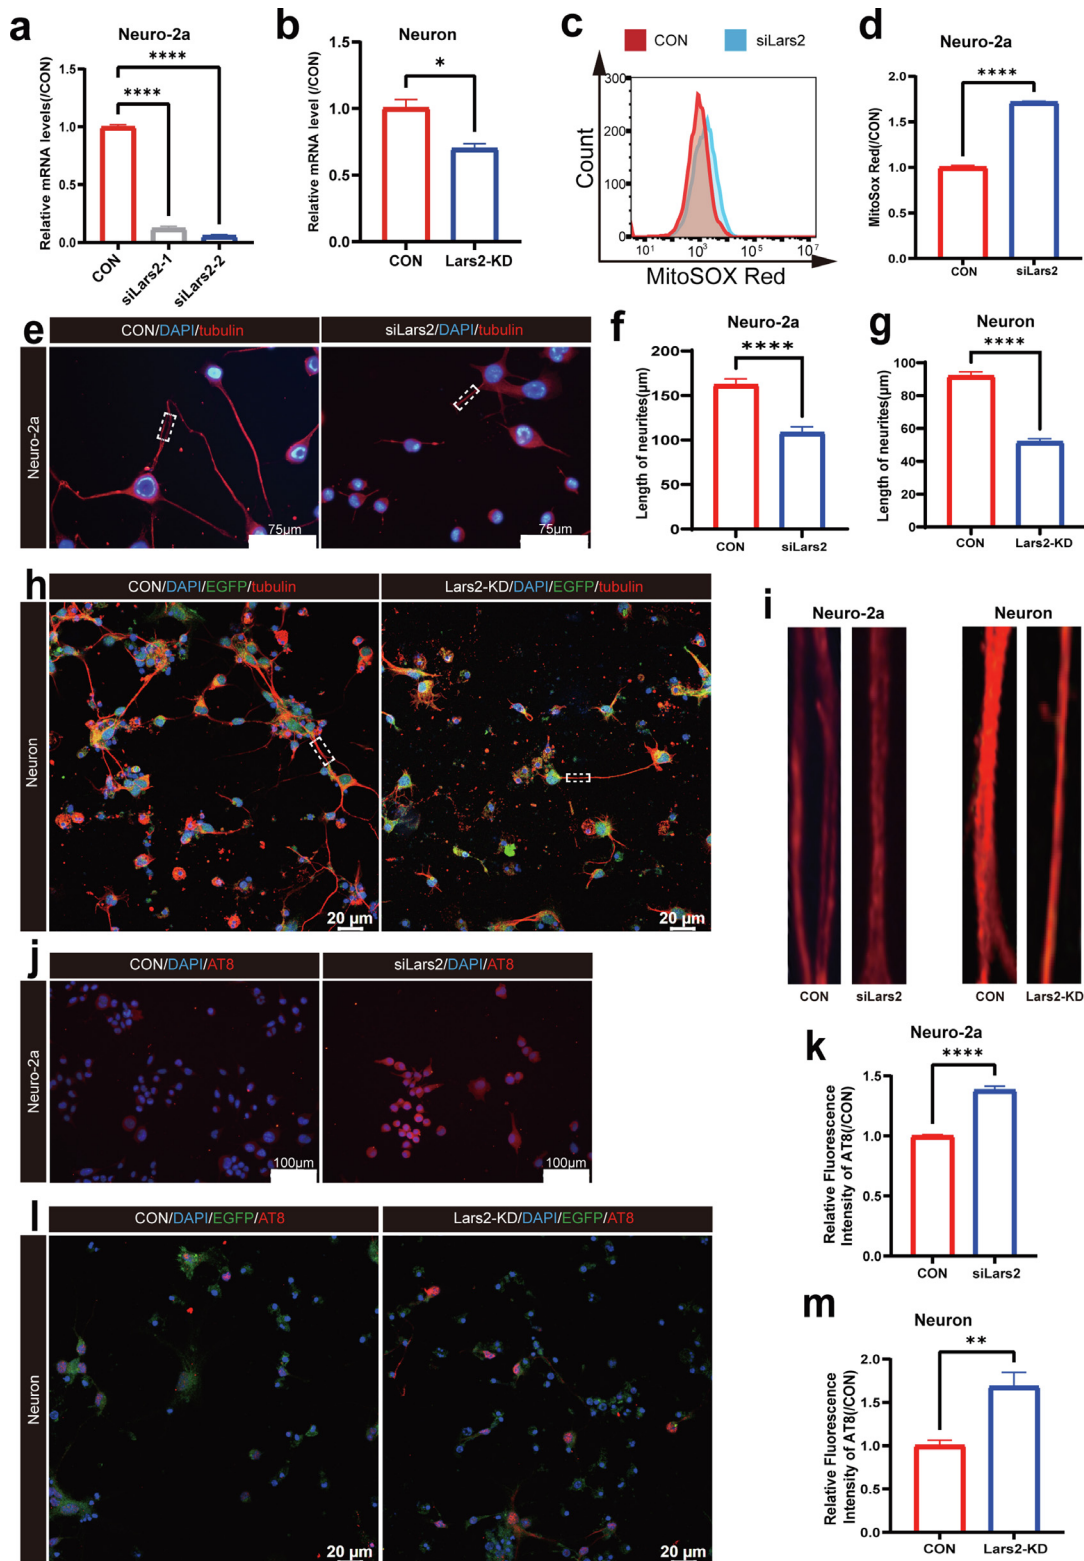 a
Neuro-2a
****
****
Relative mRNA levels(/CON)
1.5
1.0
0.5
0.0
CON
siLars2-1
siLars2-2
b
Neuron
*
Relative mRNA level (/CON)
1.5
1.0
0.5
0.0
CON
Lars2-KD
c
CON
siLars2
Count
300
200
100
0
10¹
10³
10⁵
10⁷
MitoSOX Red
d
Neuro-2a
****
MitoSox Red(/CON)
2.0
1.5
1.0
0.5
0.0
CON
siLars2
e
CON/DAPI/tubulin
siLars2/DAPI/tubulin
Neuro-2a
75μm
75μm
f
Neuro-2a
****
Length of neurites(μm)
200
150
100
50
0
CON
siLars2
g
Neuron
****
Length of neurites(μm)
100
80
60
40
20
0
CON
Lars2-KD
h
CON/DAPI/EGFP/tubulin
Lars2-KD/DAPI/EGFP/tubulin
Neuron
20 μm
20 μm
i
Neuro-2a
Neuron
CON
siLars2
CON
Lars2-KD
j
CON/DAPI/AT8
siLars2/DAPI/AT8
Neuro-2a
100μm
100μm
k
Neuro-2a
****
Relative Fluorescence
Intensity of AT8(/CON)
1.5
1.0
0.5
0.0
CON
siLars2
l
CON/DAPI/EGFP/AT8
Lars2-KD/DAPI/EGFP/AT8
Neuron
20 μm
20 μm
m
Neuron
**
Relative Fluorescence
Intensity of AT8(/CON)
2.0
1.5
1.0
0.5
0.0
CON
Lars2-KD